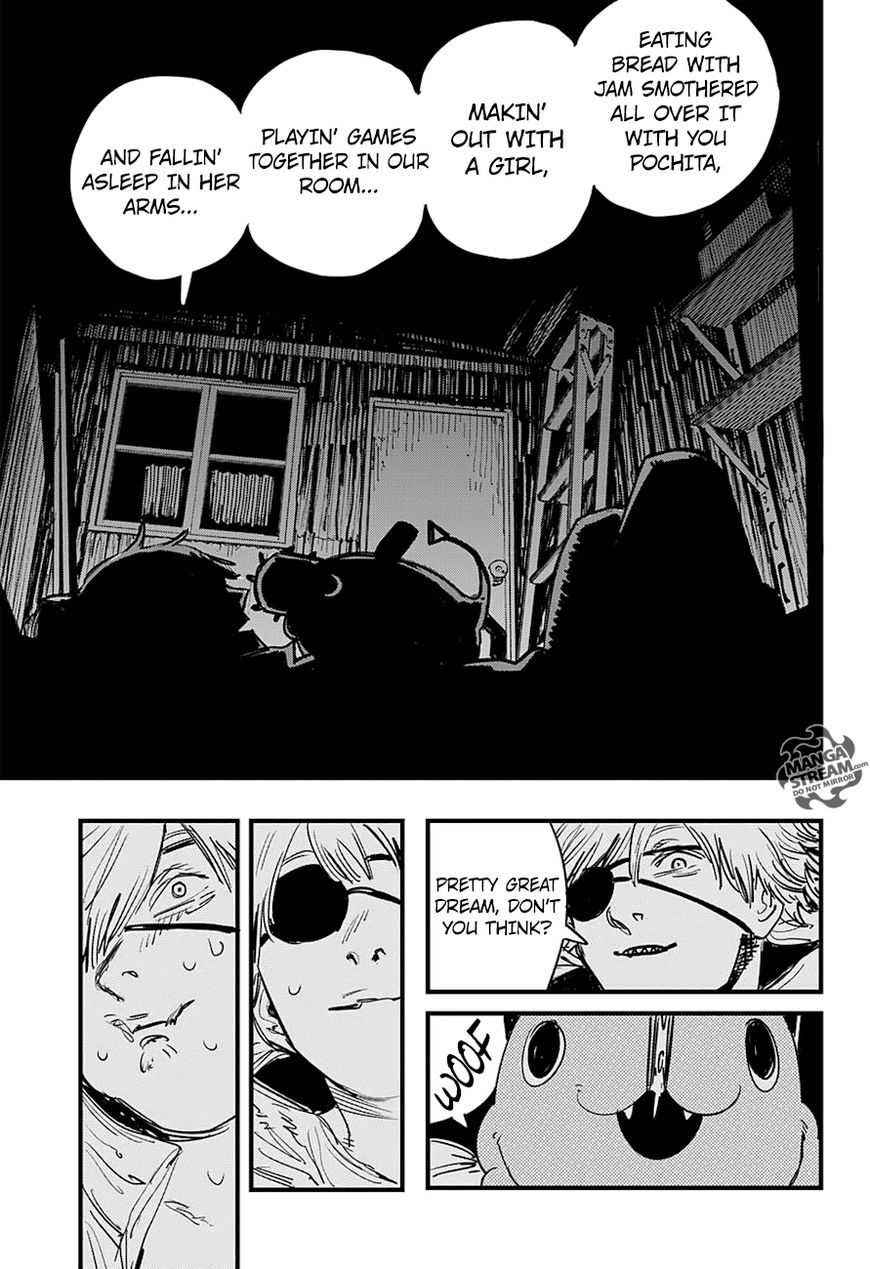 EATING
BREAD WITH
JAM SMOTHERED
ALL OVER IT
WITH YOU
POCHITA,
MAKIN'
OUT WITH
A GIRL,
PLAYIN' GAMES
TOGETHER IN OUR
ROOM...
AND FALLIN'
ASLEEP IN HER
ARMS...
MANGA
STREAM.com
DO NOT MIRROR
PRETTY GREAT
DREAM, DON'T
YOU THINK?
WOOF